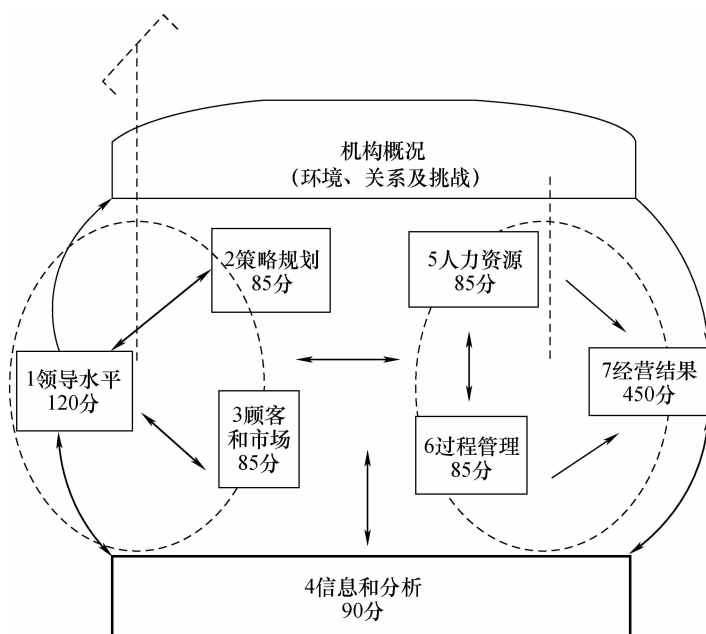 机构概况
（环境、关系及挑战）
2策略规划
85分
5人力资源
85分
1领导水平
120分
7经营结果
450分
3顾客
和市场
85分
6过程管理
85分
4信息和分析
90分